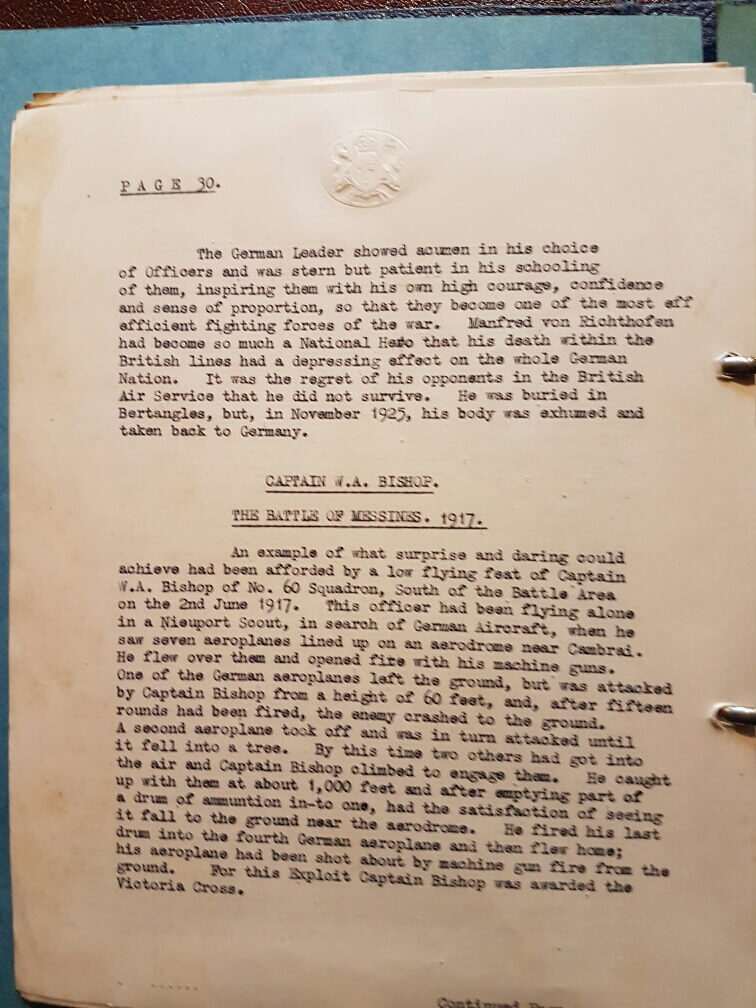 PAGE 30.
The German Leader showed acumen in his choice
of Officers and was stern but patient in his schooling
of them, inspiring them with his own high courage, confidence
and sense of proportion, so that they become one of the most eff
efficient fighting forces of the war. Manfred von Richthofen
had become so much a National Hero that his death within the
British lines had a depressing effect on the whole German
Nation. It was the regret of his opponents in the British
Air Service that he did not survive. He was buried in
Bertangles, but, in November 1925, his body was exhumed and
taken back to Germany.
CAPTAIN W.A. BISHOP.
THE BATTLE OF MESSINES. 1917.
An example of what surprise and daring could
achieve had been afforded by a low flying feat of Captain
W.A. Bishop of No. 60 Squadron, South of the Battle Area
on the 2nd June 1917. This officer had been flying alone
in a Nieuport Scout, in search of German Aircraft, when he
saw seven aeroplanes lined up on an aerodrome near Cambrai.
He flew over them and opened fire with his machine guns.
One of the German aeroplanes left the ground, but was attacked
by Captain Bishop from a height of 60 feet, and, after fifteen
rounds had been fired, the enemy crashed to the ground.
A second aeroplane took off and was in turn attacked until
it fell into a tree. By this time two others had got into
the air and Captain Bishop climbed to engage them. He caught
up with them at about 1,000 feet and after emptying part of
a drum of ammuntion in-to one, had the satisfaction of seeing
it fall to the ground near the aerodrome. He fired his last
drum into the fourth German aeroplane and then flew home;
his aeroplane had been shot about by machine gun fire from the
ground. For this Exploit Captain Bishop was awarded the
Victoria Cross.
......
Continued